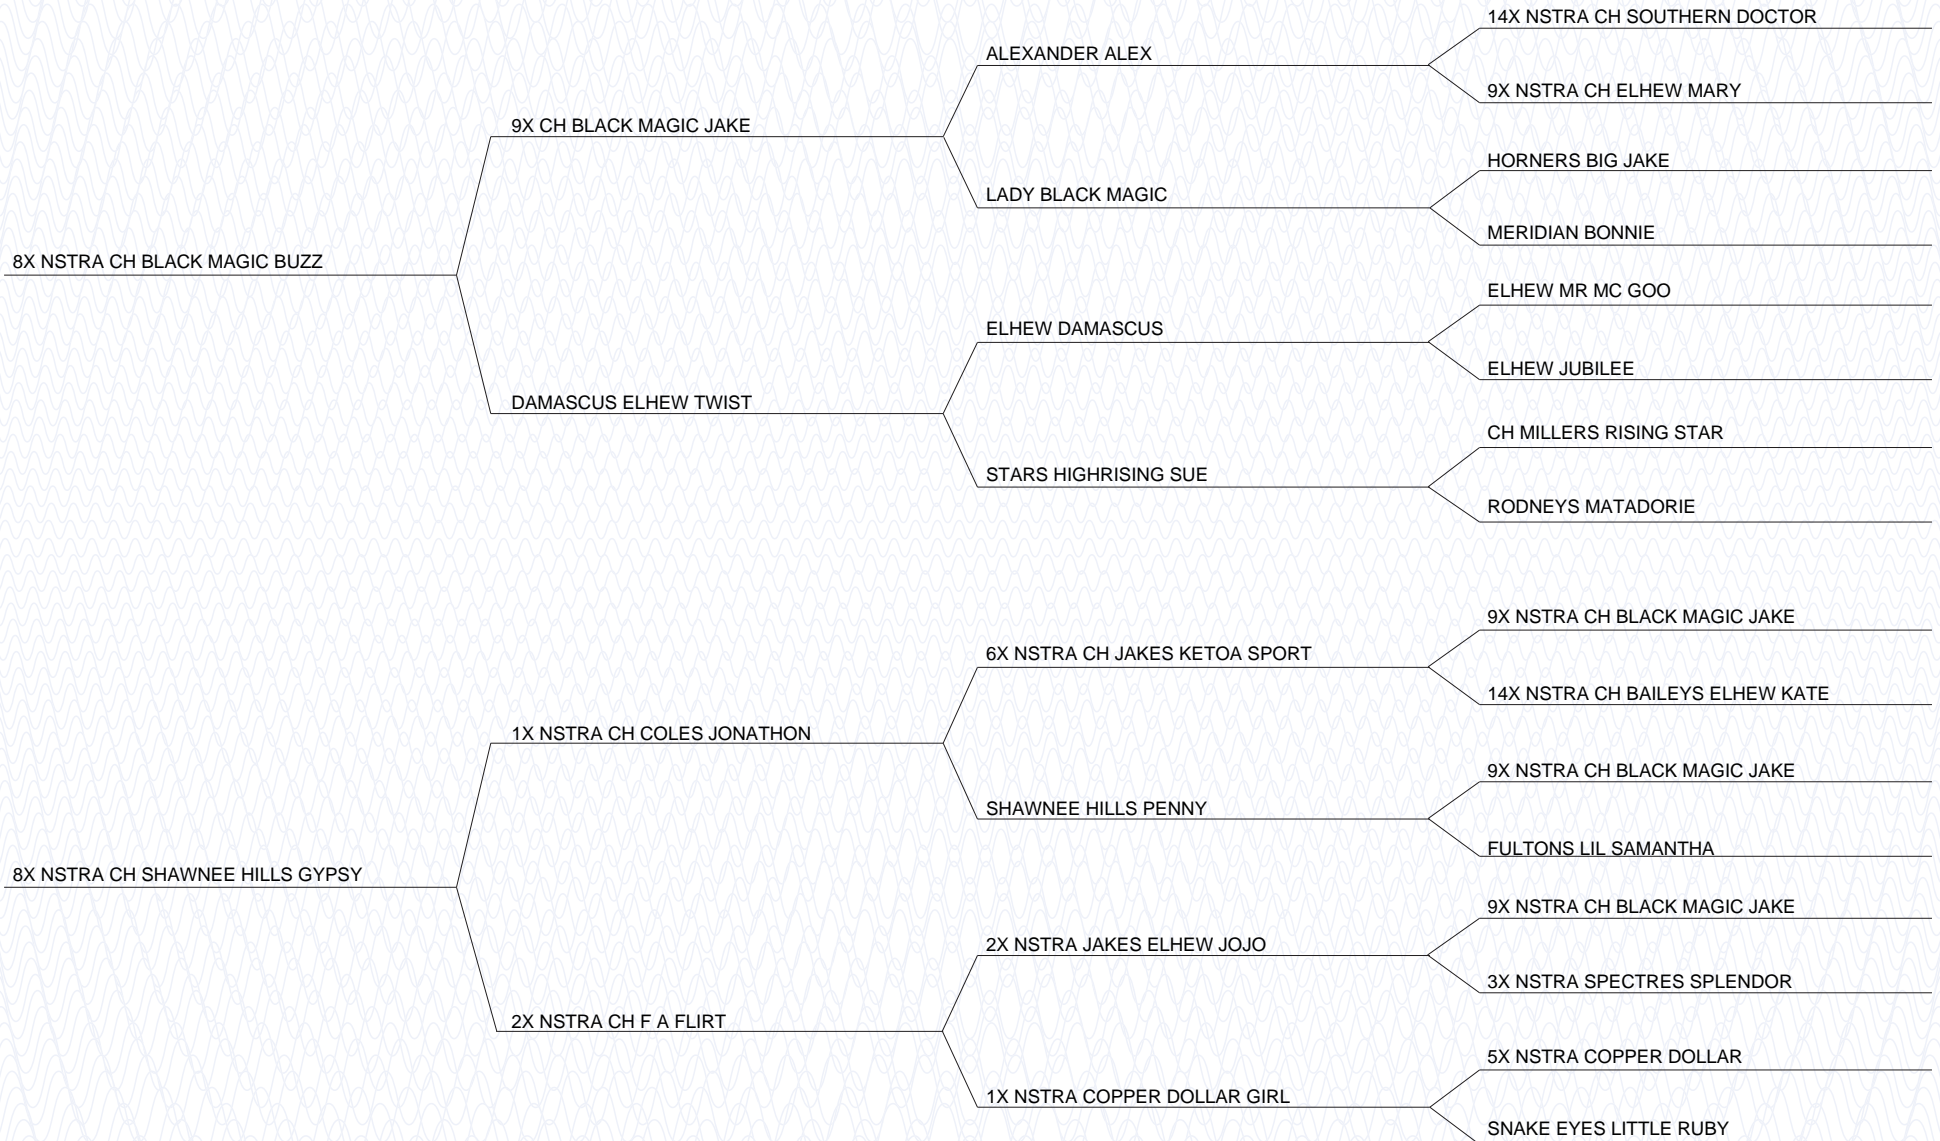 14X NSTRA CH SOUTHERN DOCTOR
ALEXANDER ALEX
9X NSTRA CH ELHEW MARY
9X CH BLACK MAGIC JAKE
HORNERS BIG JAKE
LADY BLACK MAGIC
MERIDIAN BONNIE
8X NSTRA CH BLACK MAGIC BUZZ
ELHEW MR MC GOO
ELHEW DAMASCUS
ELHEW JUBILEE
DAMASCUS ELHEW TWIST
CH MILLERS RISING STAR
STARS HIGHRISING SUE
RODNEYS MATADORIE
9X NSTRA CH BLACK MAGIC JAKE
6X NSTRA CH JAKES KETOA SPORT
14X NSTRA CH BAILEYS ELHEW KATE
1X NSTRA CH COLES JONATHON
9X NSTRA CH BLACK MAGIC JAKE
SHAWNEE HILLS PENNY
FULTONS LIL SAMANTHA
8X NSTRA CH SHAWNEE HILLS GYPSY
9X NSTRA CH BLACK MAGIC JAKE
2X NSTRA JAKES ELHEW JOJO
3X NSTRA SPECTRES SPLENDOR
2X NSTRA CH F A FLIRT
5X NSTRA COPPER DOLLAR
1X NSTRA COPPER DOLLAR GIRL
SNAKE EYES LITTLE RUBY